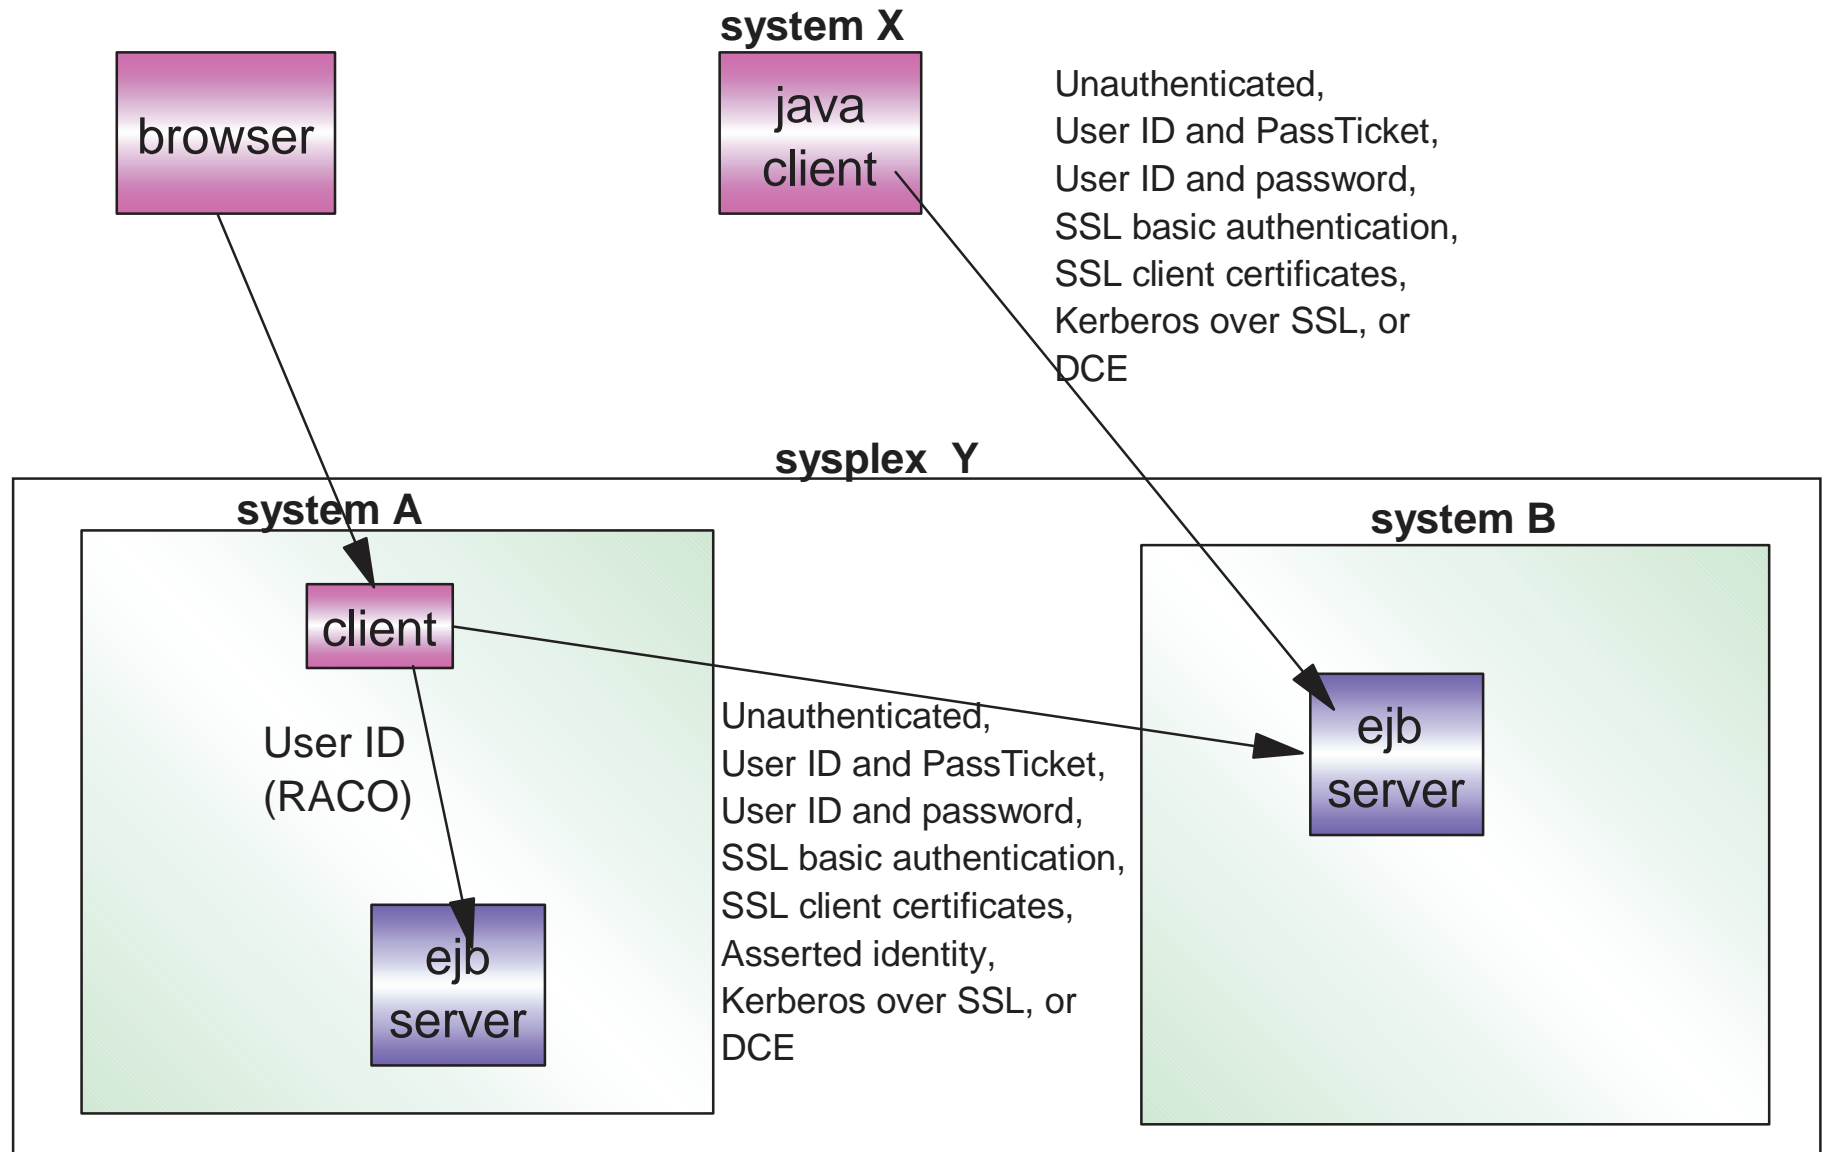 system X
browser
java
client
Unauthenticated,
User ID and PassTicket,
User ID and password,
SSL basic authentication,
SSL client certificates,
Kerberos over SSL, or
DCE
sysplex Y
system A
system B
client
User ID
(RACO)
ejb
server
Unauthenticated,
User ID and PassTicket,
User ID and password,
SSL basic authentication,
SSL client certificates,
Asserted identity,
Kerberos over SSL, or
DCE
ejb
server